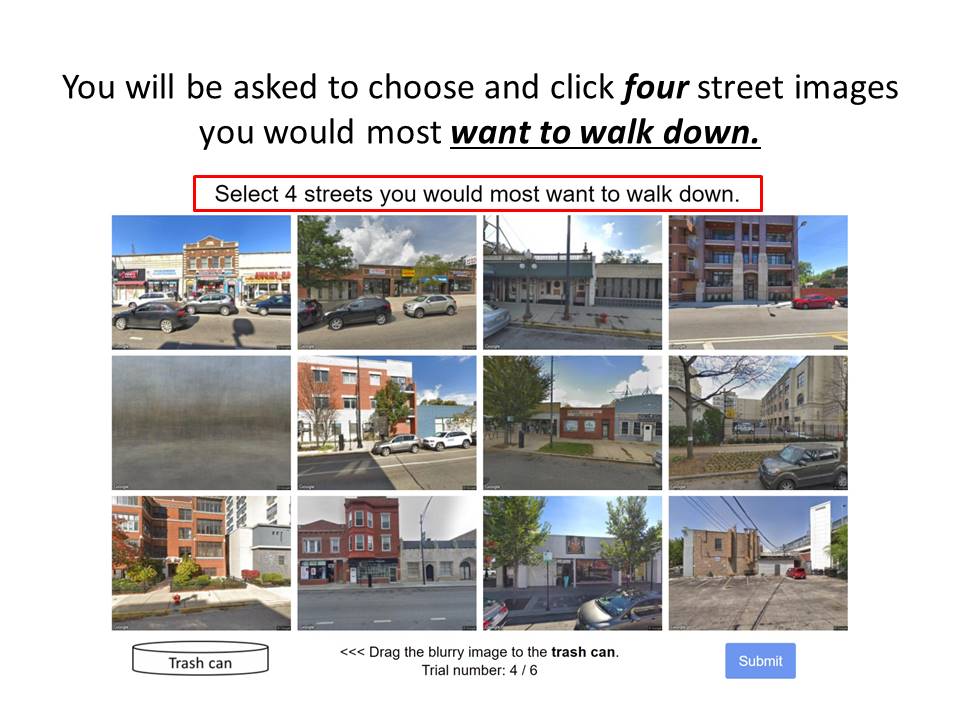 You will be asked to choose and click four street images
you would most want to walk down.
Select 4 streets you would most want to walk down.
Trash can
<<< Drag the blurry image to the trash can.
Trial number: 4 / 6
Submit